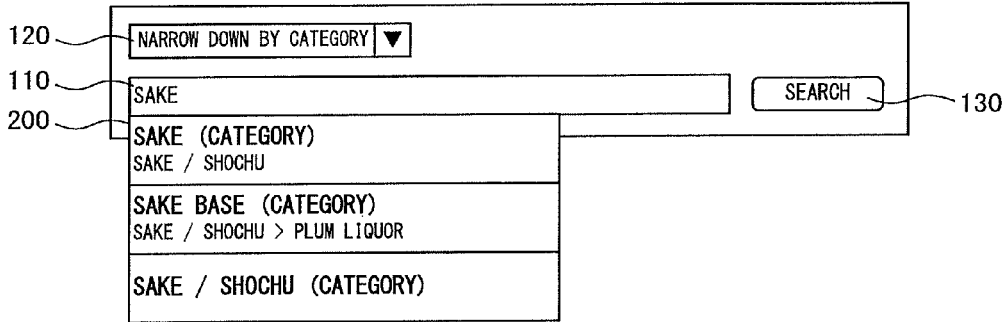 120
NARROW DOWN BY CATEGORY ▼
110
SAKE
SEARCH
130
200
SAKE (CATEGORY)
SAKE / SHOCHU
SAKE BASE (CATEGORY)
SAKE / SHOCHU > PLUM LIQUOR
SAKE / SHOCHU (CATEGORY)